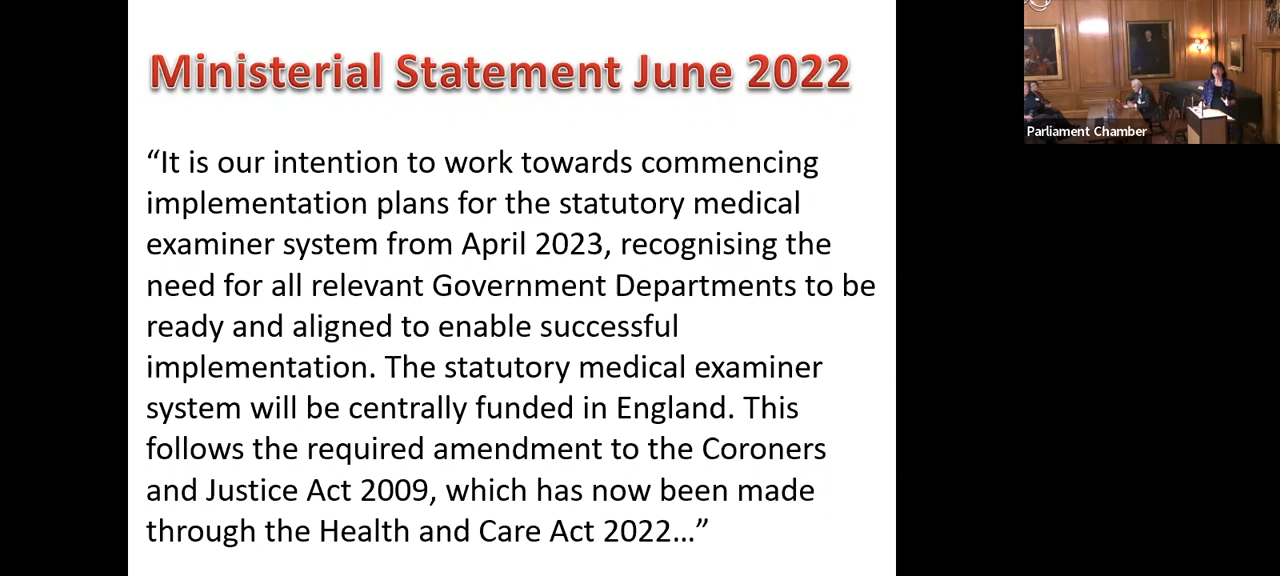 Ministerial Statement June 2022
“It is our intention to work towards commencing
implementation plans for the statutory medical
examiner system from April 2023, recognising the
need for all relevant Government Departments to be
ready and aligned to enable successful
implementation. The statutory medical examiner
system will be centrally funded in England. This
follows the required amendment to the Coroners
and Justice Act 2009, which has now been made
through the Health and Care Act 2022…”
Parliament Chamber